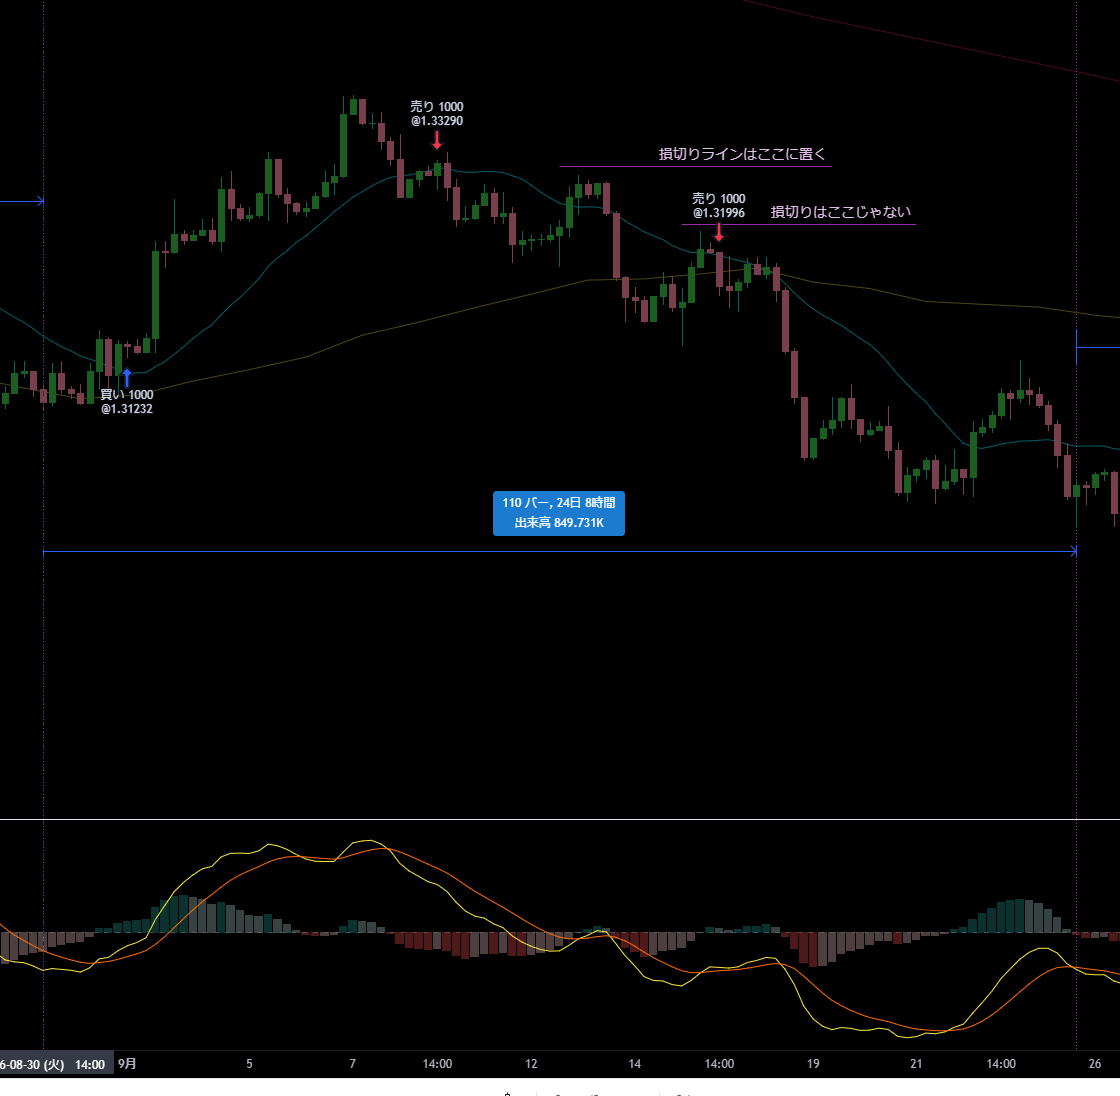 売り 1000
@1.33290
損切りラインはここに置く
売り 1000
@1.31996
損切りはここじゃない
買い 1000
@1.31232
110 バー, 24日 8時間
出来高 849.731K
6-08-30 (火) 14:00 9月 5 7 14:00 12 14 14:00 19 21 14:00 26